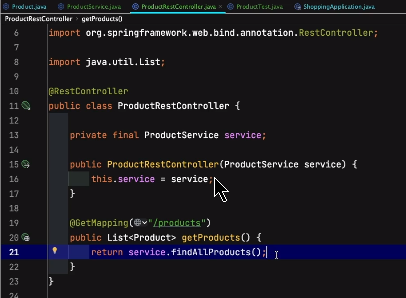 Product.java ProductService.java ProductRestController.java × ProductTest.java ShoppingApplication.java
ProductRestController › getProducts()
6 import org.springframework.web.bind.annotation.RestController;
7
8 import java.util.List;
9
10 @RestController
11 public class ProductRestController {
12
13 private final ProductService service;
14
15 public ProductRestController(ProductService service) {
16 this.service = service;
17 }
18
19 @GetMapping("/products")
20 public List<Product> getProducts() {
21 return service.findAllProducts();
22 }
23 }
24